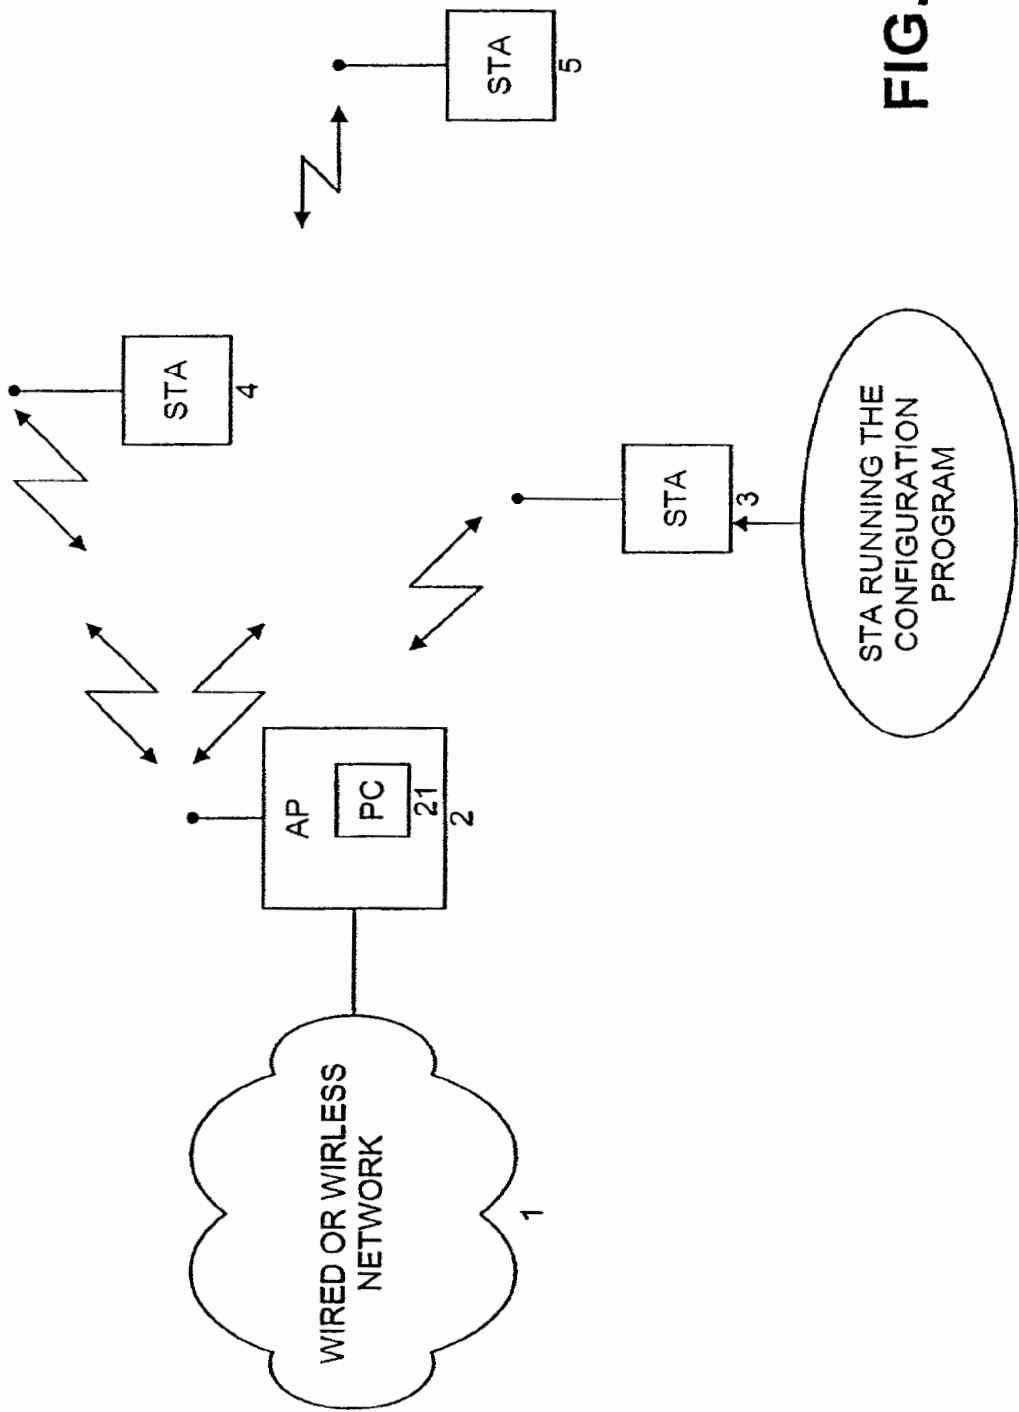 WIRED OR WIRLESS
NETWORK
1
AP
PC
21
2
STA
4
STA
3
STA
5
STA RUNNING THE
CONFIGURATION
PROGRAM
FIG.